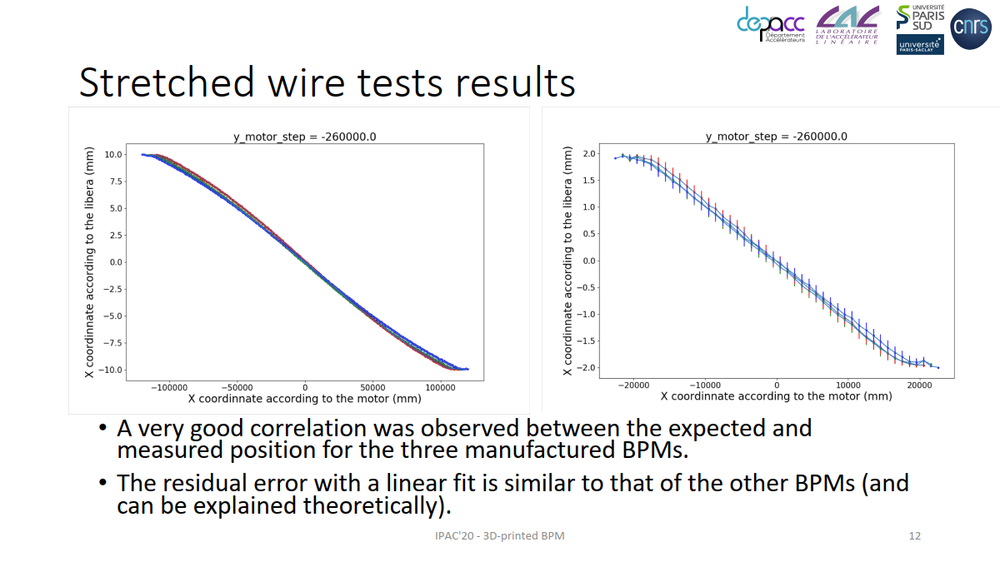 depacc
Département
Accélérateurs
LAL
LABORATOIRE
DE L'ACCÉLÉRATEUR
LINÉAIRE
UNIVERSITÉ
PARIS
SUD
université
PARIS-SACLAY
cnrs
Stretched wire tests results
y_motor_step = -260000.0
X coordinnate according to the libera (mm)
10.0
7.5
5.0
2.5
0.0
−2.5
−5.0
−7.5
−10.0
−100000 −50000 0 50000 100000
X coordinnate according to the motor (mm)
y_motor_step = -260000.0
X coordinnate according to the libera (mm)
2.0
1.5
1.0
0.5
0.0
−0.5
−1.0
−1.5
−2.0
−20000 −10000 0 10000 20000
X coordinnate according to the motor (mm)
• A very good correlation was observed between the expected and
measured position for the three manufactured BPMs.
• The residual error with a linear fit is similar to that of the other BPMs (and
can be explained theoretically).
IPAC'20 - 3D-printed BPM
12